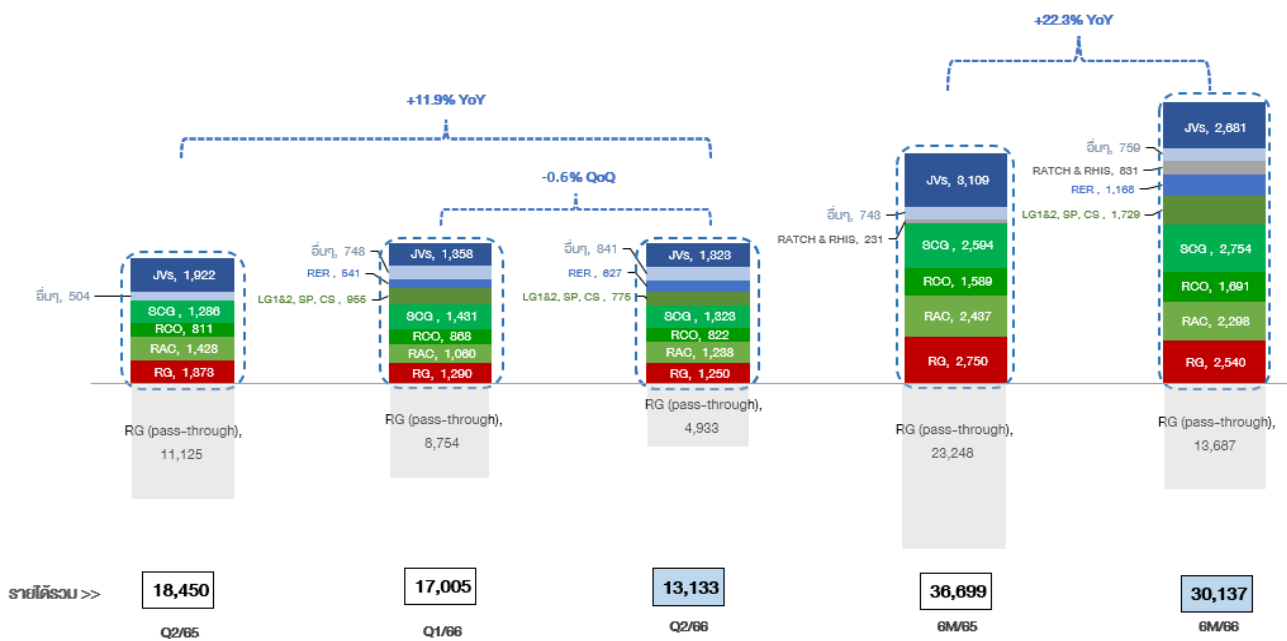 +22.3% YoY
+11.9% YoY
-0.6% QoQ
JVs, 1,922
อื่นๆ, 504
SCG , 1,286
RCO, 811
RAC, 1,428
RG, 1,373
RG (pass-through),
11,125
JVs, 1,358
อื่นๆ, 748
RER, 541
LG1&2, SP, CS , 955
SCG , 1,431
RCO, 868
RAC, 1,060
RG, 1,290
RG (pass-through),
8,754
JVs, 1,323
อื่นๆ, 841
RER , 627
LG1&2, SP, CS , 775
SCG , 1,323
RCO, 822
RAC, 1,238
RG, 1,250
RG (pass-through),
4,933
JVs, 3,109
อื่นๆ, 743
RATCH & RHIS, 231
SCG , 2,594
RCO, 1,589
RAC, 2,437
RG, 2,750
RG (pass-through),
23,248
JVs, 2,681
อื่นๆ, 759
RATCH & RHIS, 831
RER , 1,168
LG1&2, SP, CS , 1,729
SCG , 2,754
RCO, 1,691
RAC, 2,298
RG, 2,540
RG (pass-through),
13,687
รายได้รวม >>
18,450
17,005
13,133
36,699
30,137
Q2/65
Q1/66
Q2/66
6M/65
6M/66